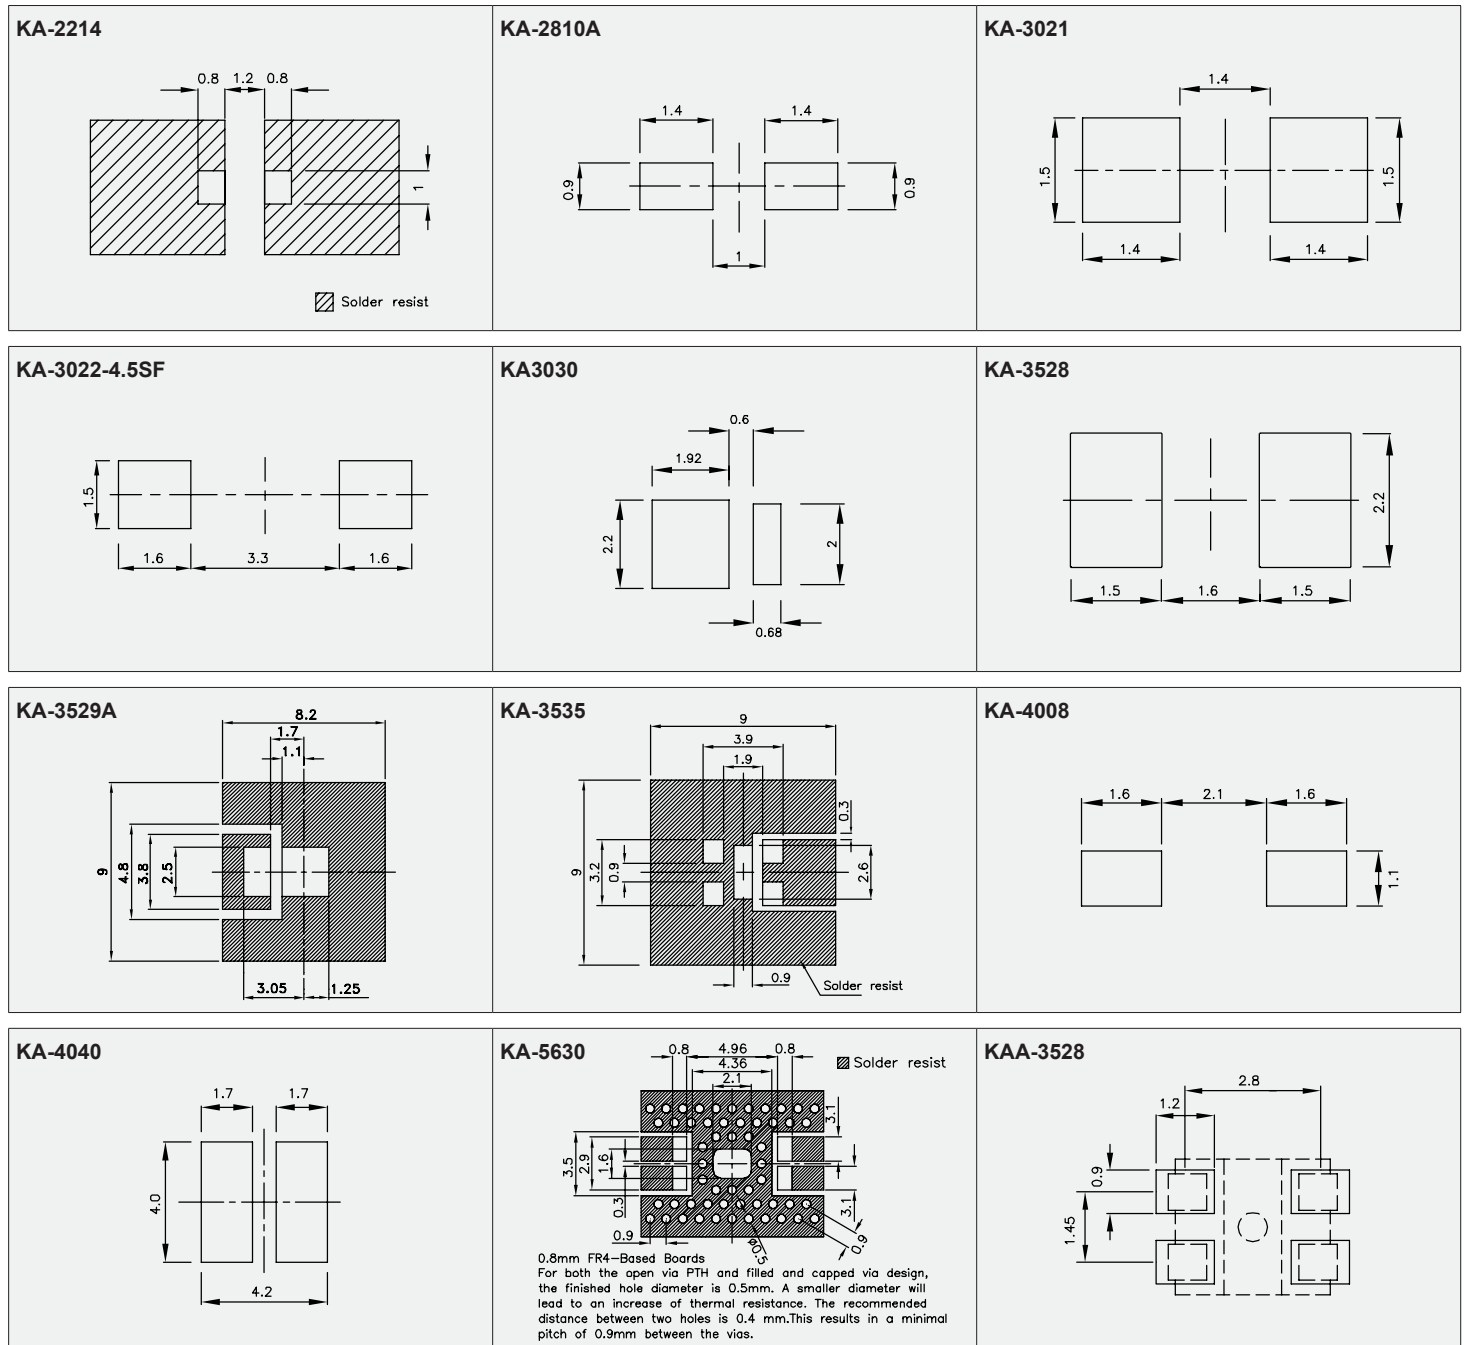 KA-2214
0.8 1.2 0.8
1
Solder resist
KA-2810A
1.4 1.4
0.9 0.9
1
KA-3021
1.4
1.5 1.5
1.4 1.4
KA-3022-4.5SF
1.5
1.6 3.3 1.6
KA3030
0.6
1.92
2.2 2
0.68
KA-3528
2.2
1.5 1.6 1.5
KA-3529A
8.2
1.7
1.1
9 4.8 3.8 2.5
3.05 1.25
KA-3535
9
3.9
1.9
0.3
9 3.2 0.9 2.6
0.9
Solder resist
KA-4008
1.6 2.1 1.6
1.1
KA-4040
1.7 1.7
4.0
4.2
KA-5630
0.8 4.96 0.8
4.36
2.1
Solder resist
3.1
3.5 2.9 1.6
0.3 3.1
0.9 ø0.5 0.9
0.8mm FR4-Based Boards
For both the open via PTH and filled and capped via design,
the finished hole diameter is 0.5mm. A smaller diameter will
lead to an increase of thermal resistance. The recommended
distance between two holes is 0.4 mm.This results in a minimal
pitch of 0.9mm between the vias.
KAA-3528
2.8
1.2
0.9
1.45